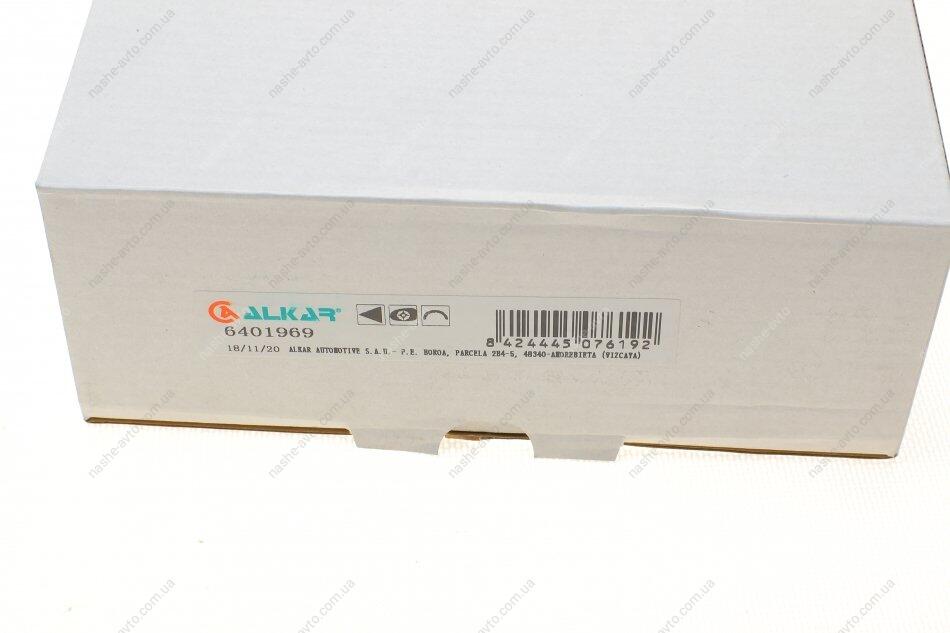 ALKAR®
6401969
8 424445 076192
18/11/20 ALKAR AUTOMOTIVE S.A.U.- P.E. BOROA, PARCELA 2B4-5, 48340-AMOREBIETA (VIZCAYA)
nashe-avto.com.ua